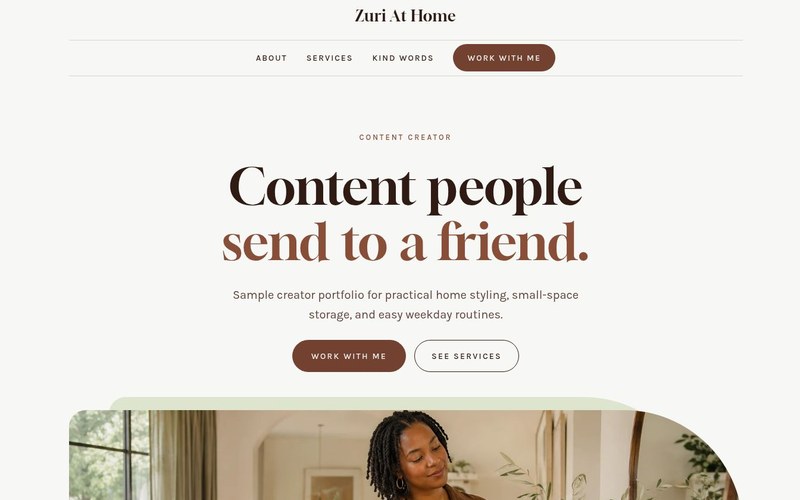 Zuri At Home
ABOUT SERVICES KIND WORDS WORK WITH ME
CONTENT CREATOR
Content people
send to a friend.
Sample creator portfolio for practical home styling, small-space
storage, and easy weekday routines.
WORK WITH ME SEE SERVICES